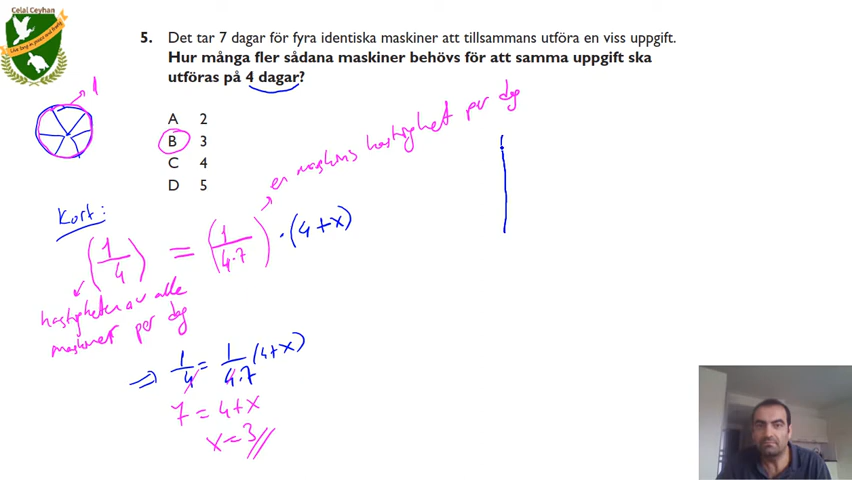 Celal Ceyhan
5. Det tar 7 dagar för fyra identiska maskiner att tillsammans utföra en viss uppgift.
Hur många fler sådana maskiner behövs för att samma uppgift ska
utföras på 4 dagar?
1
A 2
B 3
C 4
D 5
en maskins hastighet per dag
Kort:
(1/4) = (1/4·7) · (4+x)
hastigheten av alla
maskiner per dag
⇒ 1/4 = 1/4·7 (4+x)
7 = 4+x
x=3//